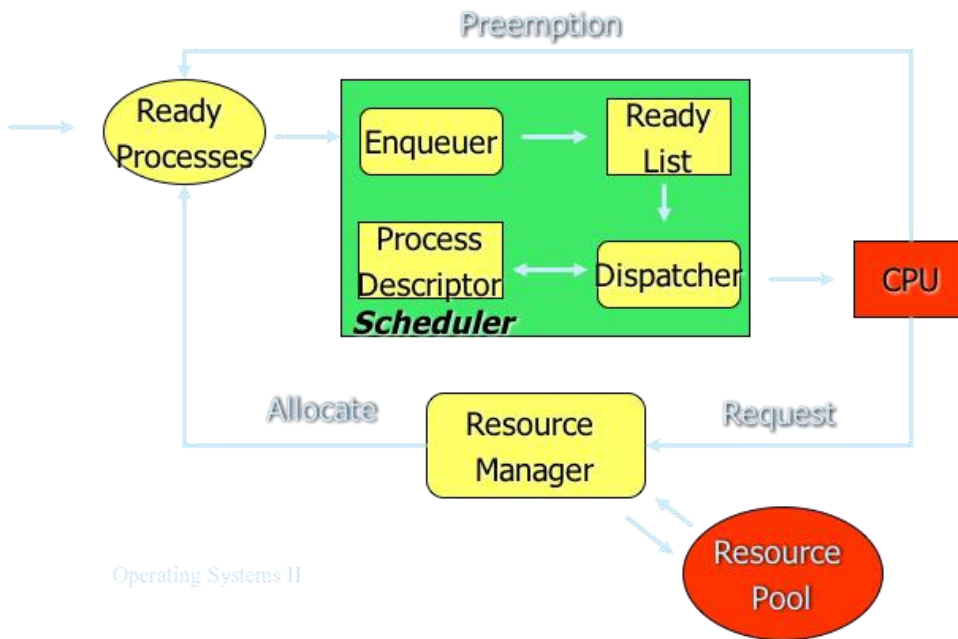 Preemption
Ready
Processes
Enqueuer
Ready
List
Process
Descriptor
Dispatcher
CPU
Scheduler
Allocate
Resource
Manager
Request
Resource
Pool
Operating Systems II